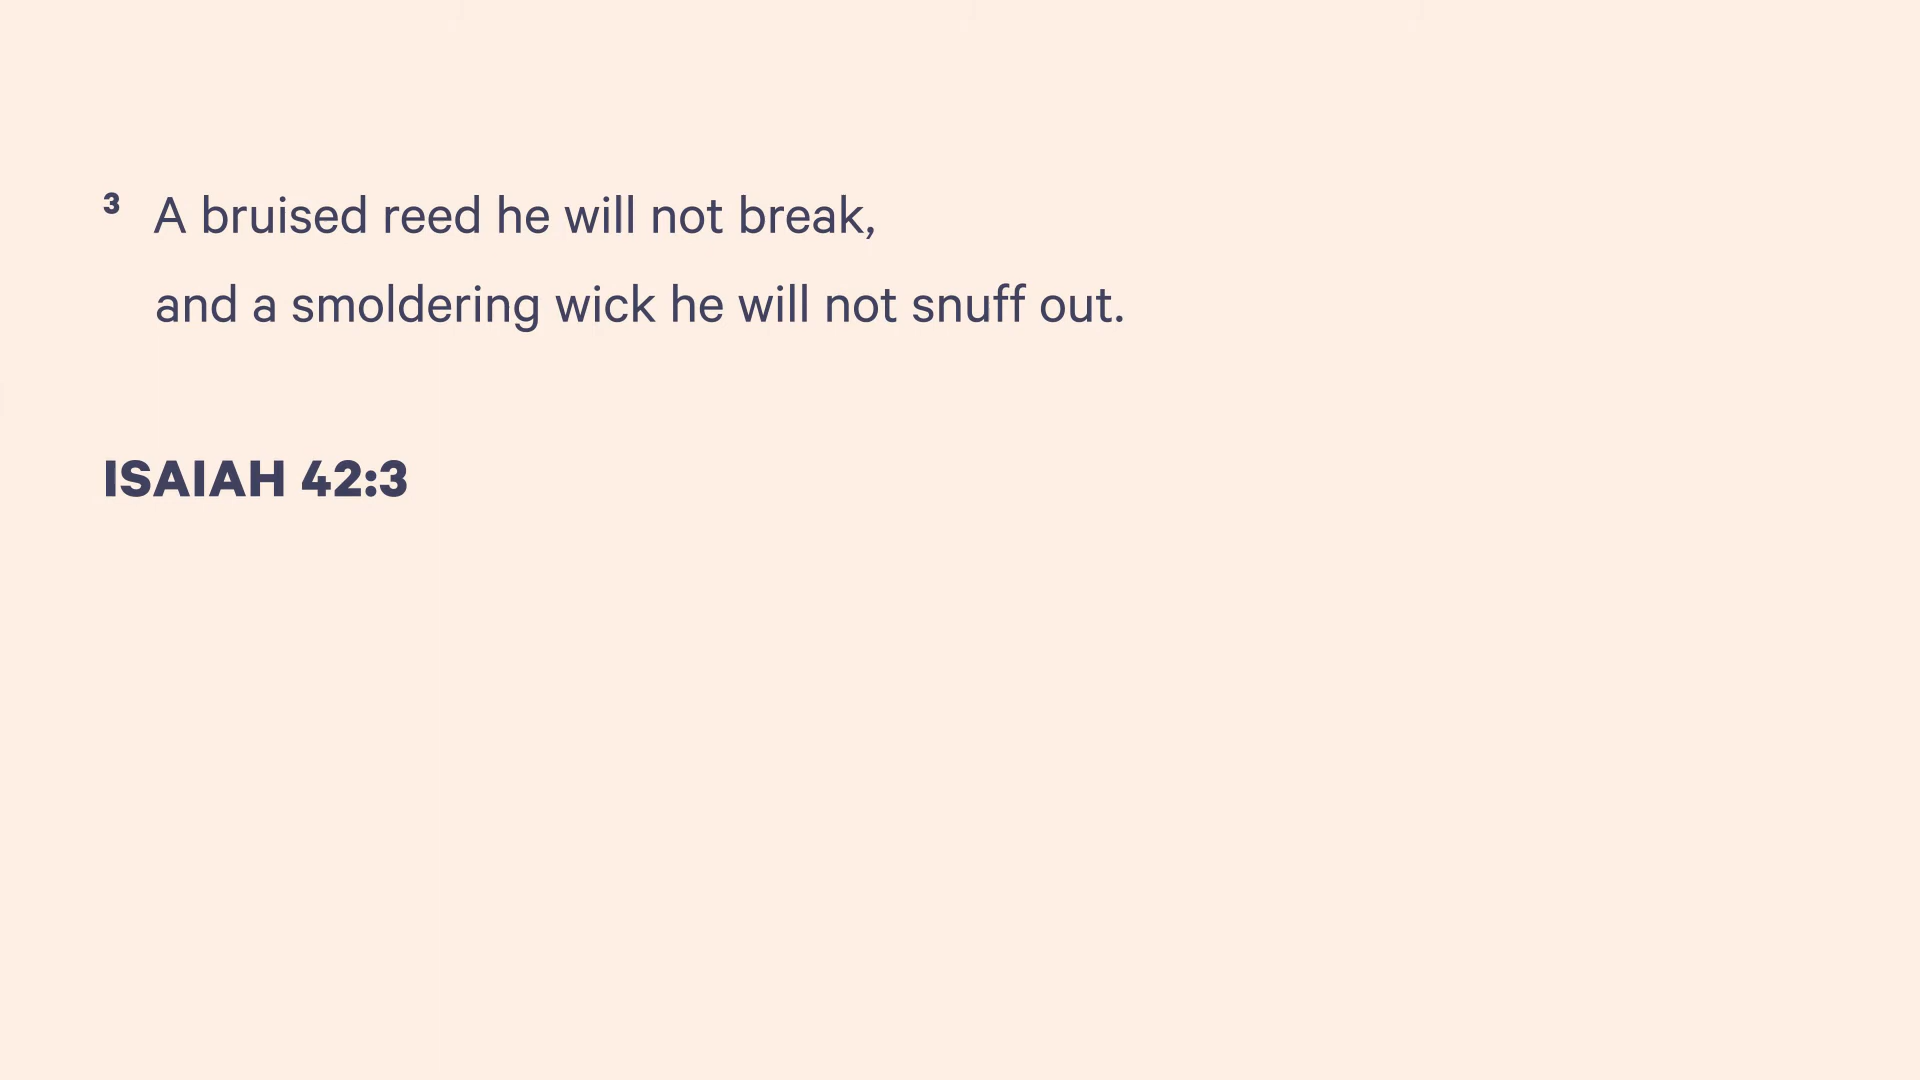 ³ A bruised reed he will not break,
and a smoldering wick he will not snuff out.
ISAIAH 42:3